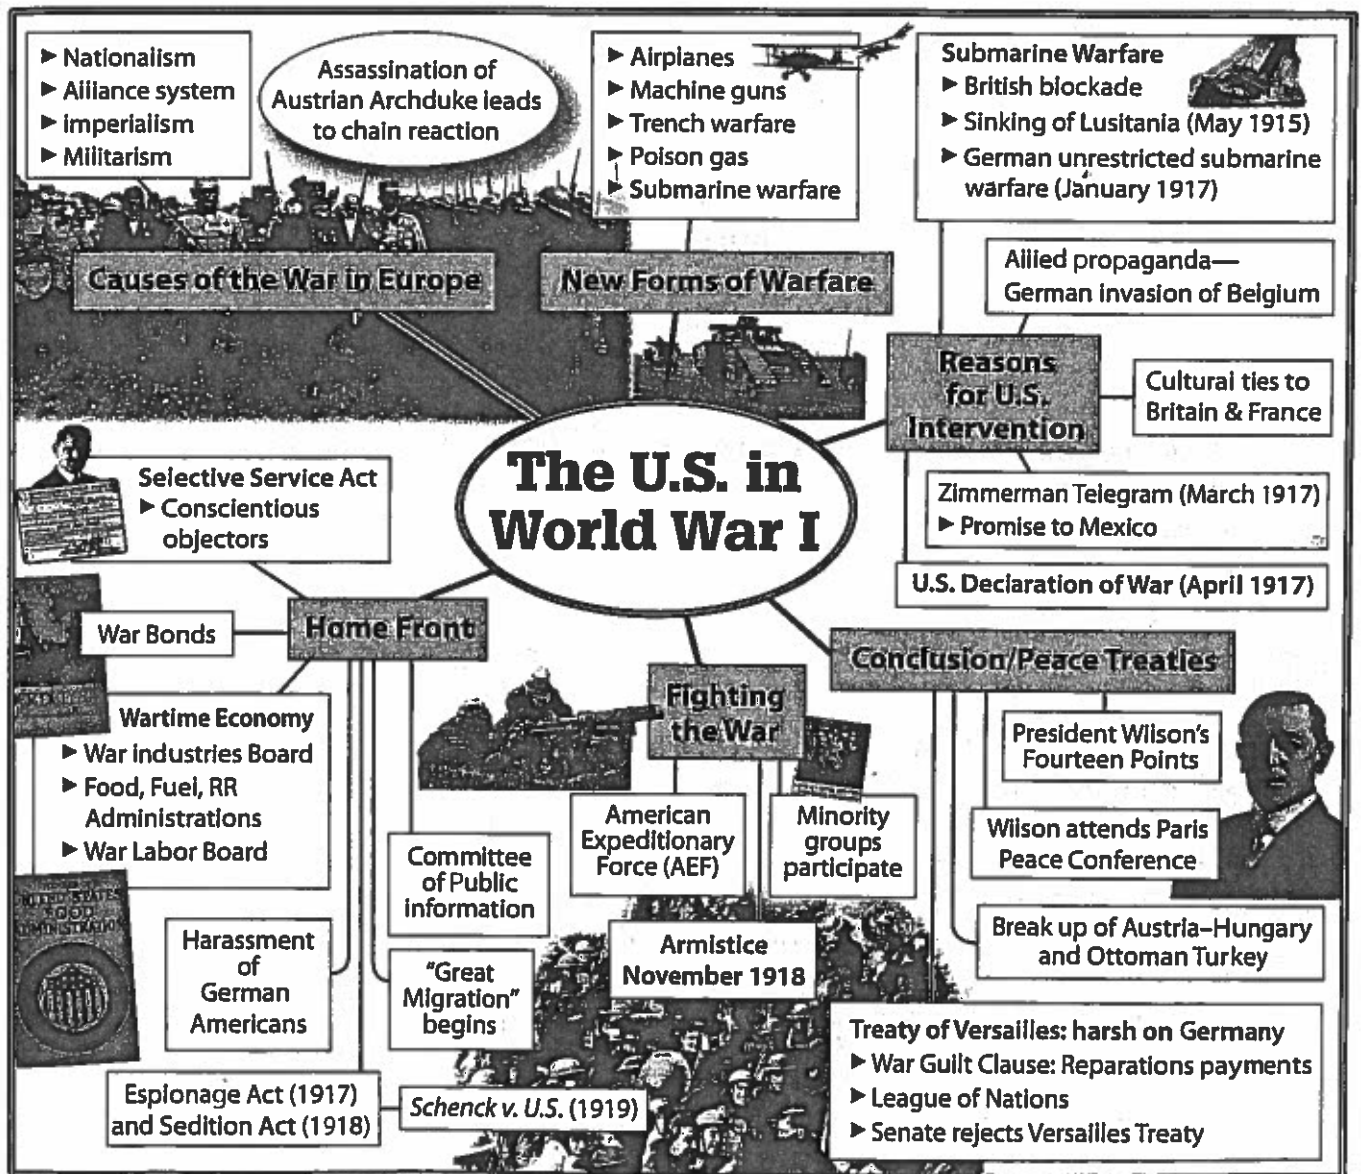 ► Nationalism
► Alliance system
► Imperialism
► Militarism
Assassination of
Austrian Archduke leads
to chain reaction
► Airplanes
► Machine guns
► Trench warfare
► Poison gas
► Submarine warfare
Submarine Warfare
► British blockade
► Sinking of Lusitania (May 1915)
► German unrestricted submarine
warfare (January 1917)
Causes of the War in Europe
New Forms of Warfare
Allied propaganda—
German invasion of Belgium
Reasons
for U.S.
Intervention
Cultural ties to
Britain & France
The U.S. in
World War I
Selective Service Act
► Conscientious
objectors
Zimmerman Telegram (March 1917)
► Promise to Mexico
U.S. Declaration of War (April 1917)
War Bonds
Home Front
Conclusion/Peace Treaties
Fighting
the War
Wartime Economy
► War Industries Board
► Food, Fuel, RR
Administrations
► War Labor Board
President Wilson's
Fourteen Points
American
Expeditionary
Force (AEF)
Minority
groups
participate
Wilson attends Paris
Peace Conference
Committee
of Public
Information
UNITED STATES
FOOD
ADMINISTRATION
Harassment
of
German
Americans
"Great
Migration"
begins
Armistice
November 1918
Break up of Austria–Hungary
and Ottoman Turkey
Treaty of Versailles: harsh on Germany
► War Guilt Clause: Reparations payments
► League of Nations
► Senate rejects Versailles Treaty
Espionage Act (1917)
and Sedition Act (1918)
Schenck v. U.S. (1919)